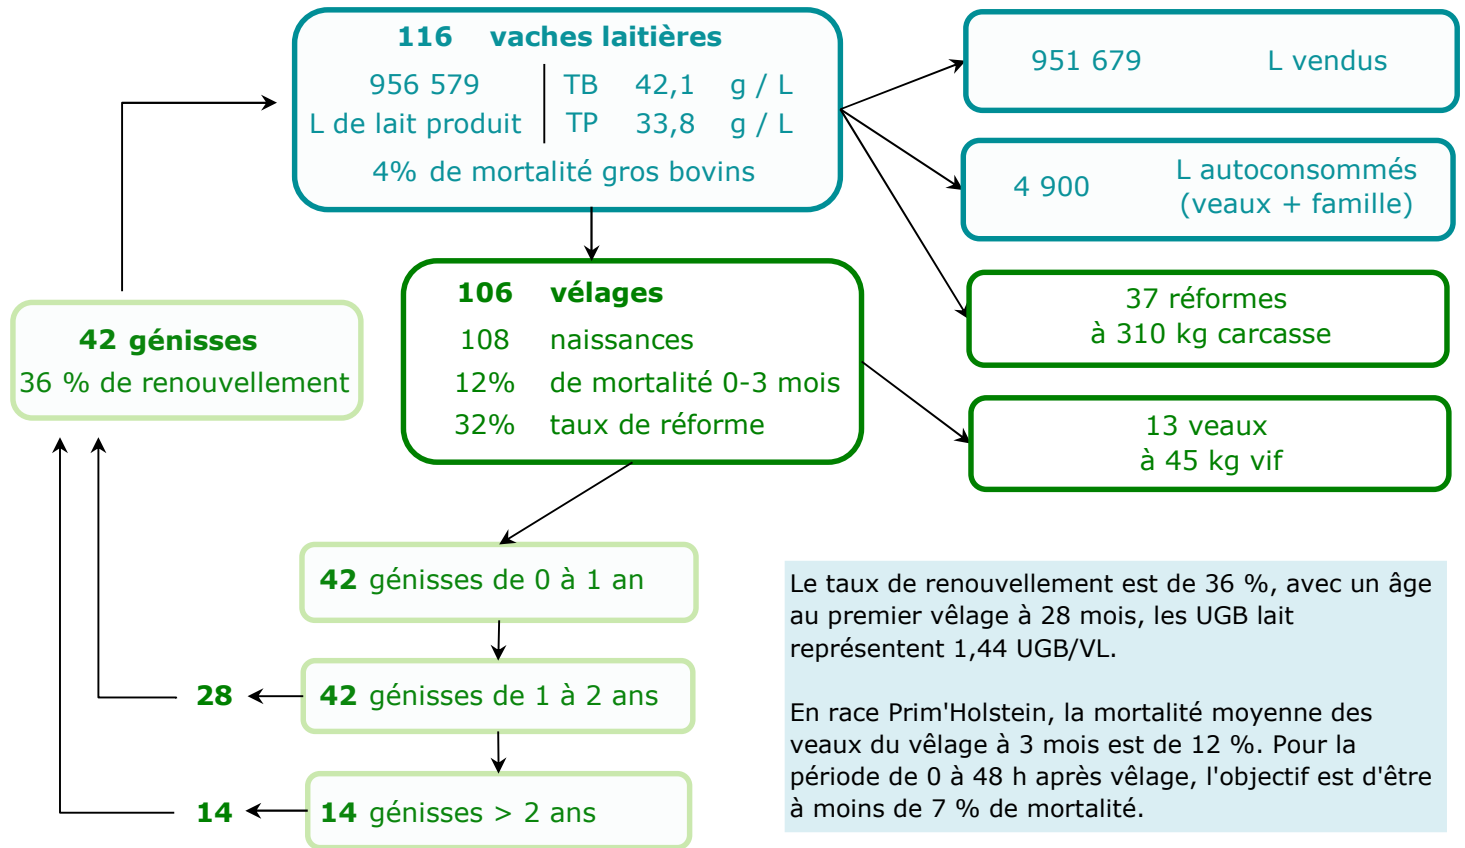 116 vaches laitières
956 579
L de lait produit
TB 42,1 g / L
TP 33,8 g / L
4% de mortalité gros bovins
951 679 L vendus
4 900
L autoconsommés
(veaux + famille)
37 réformes
à 310 kg carcasse
13 veaux
à 45 kg vif
106 vélages
108 naissances
12% de mortalité 0-3 mois
32% taux de réforme
42 génisses
36 % de renouvellement
42 génisses de 0 à 1 an
28
42 génisses de 1 à 2 ans
14
14 génisses > 2 ans
Le taux de renouvellement est de 36 %, avec un âge
au premier vêlage à 28 mois, les UGB lait
représentent 1,44 UGB/VL.
En race Prim'Holstein, la mortalité moyenne des
veaux du vêlage à 3 mois est de 12 %. Pour la
période de 0 à 48 h après vêlage, l'objectif est d'être
à moins de 7 % de mortalité.